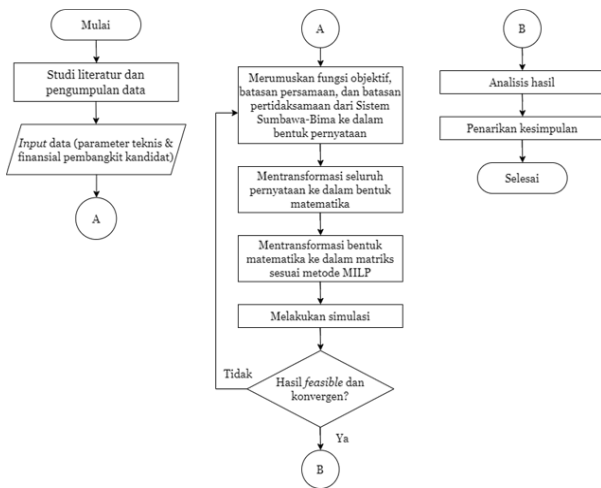 Mulai
Studi literatur dan
pengumpulan data
Input data (parameter teknis &
finansial pembangkit kandidat)
A
A
Merumuskan fungsi objektif,
batasan persamaan, dan batasan
pertidaksamaan dari Sistem
Sumbawa-Bima ke dalam
bentuk pernyataan
Mentransformasi seluruh
pernyataan ke dalam bentuk
matematika
Mentransformasi bentuk
matematika ke dalam matriks
sesuai metode MILP
Melakukan simulasi
Tidak
Hasil feasible dan
konvergen?
Ya
B
B
Analisis hasil
Penarikan kesimpulan
Selesai